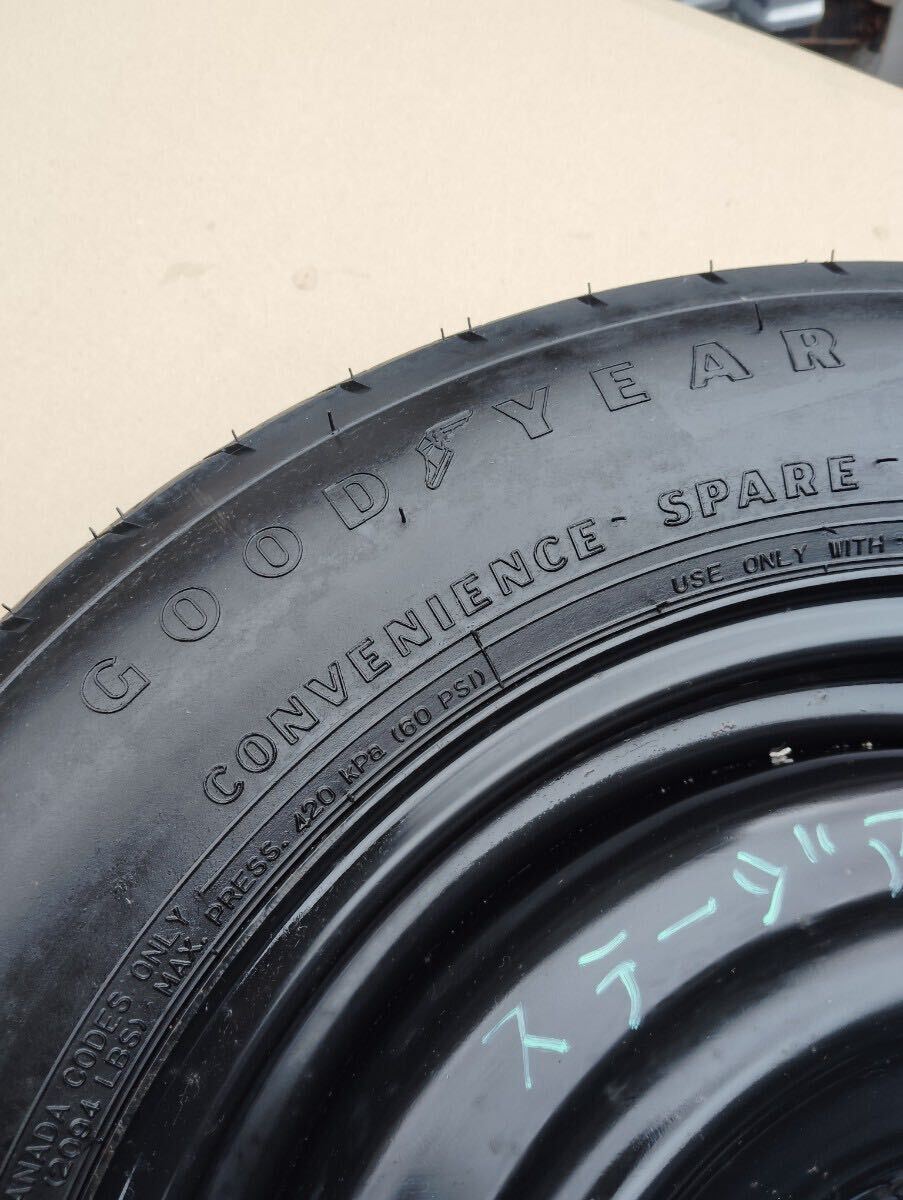 GOODYEAR
CONVENIENCE - SPARE -
USE ONLY WITH -
CODES ONLY
(2094 LBS) · MAX. PRESS. 420 kPa (60 PSI)
ステージア